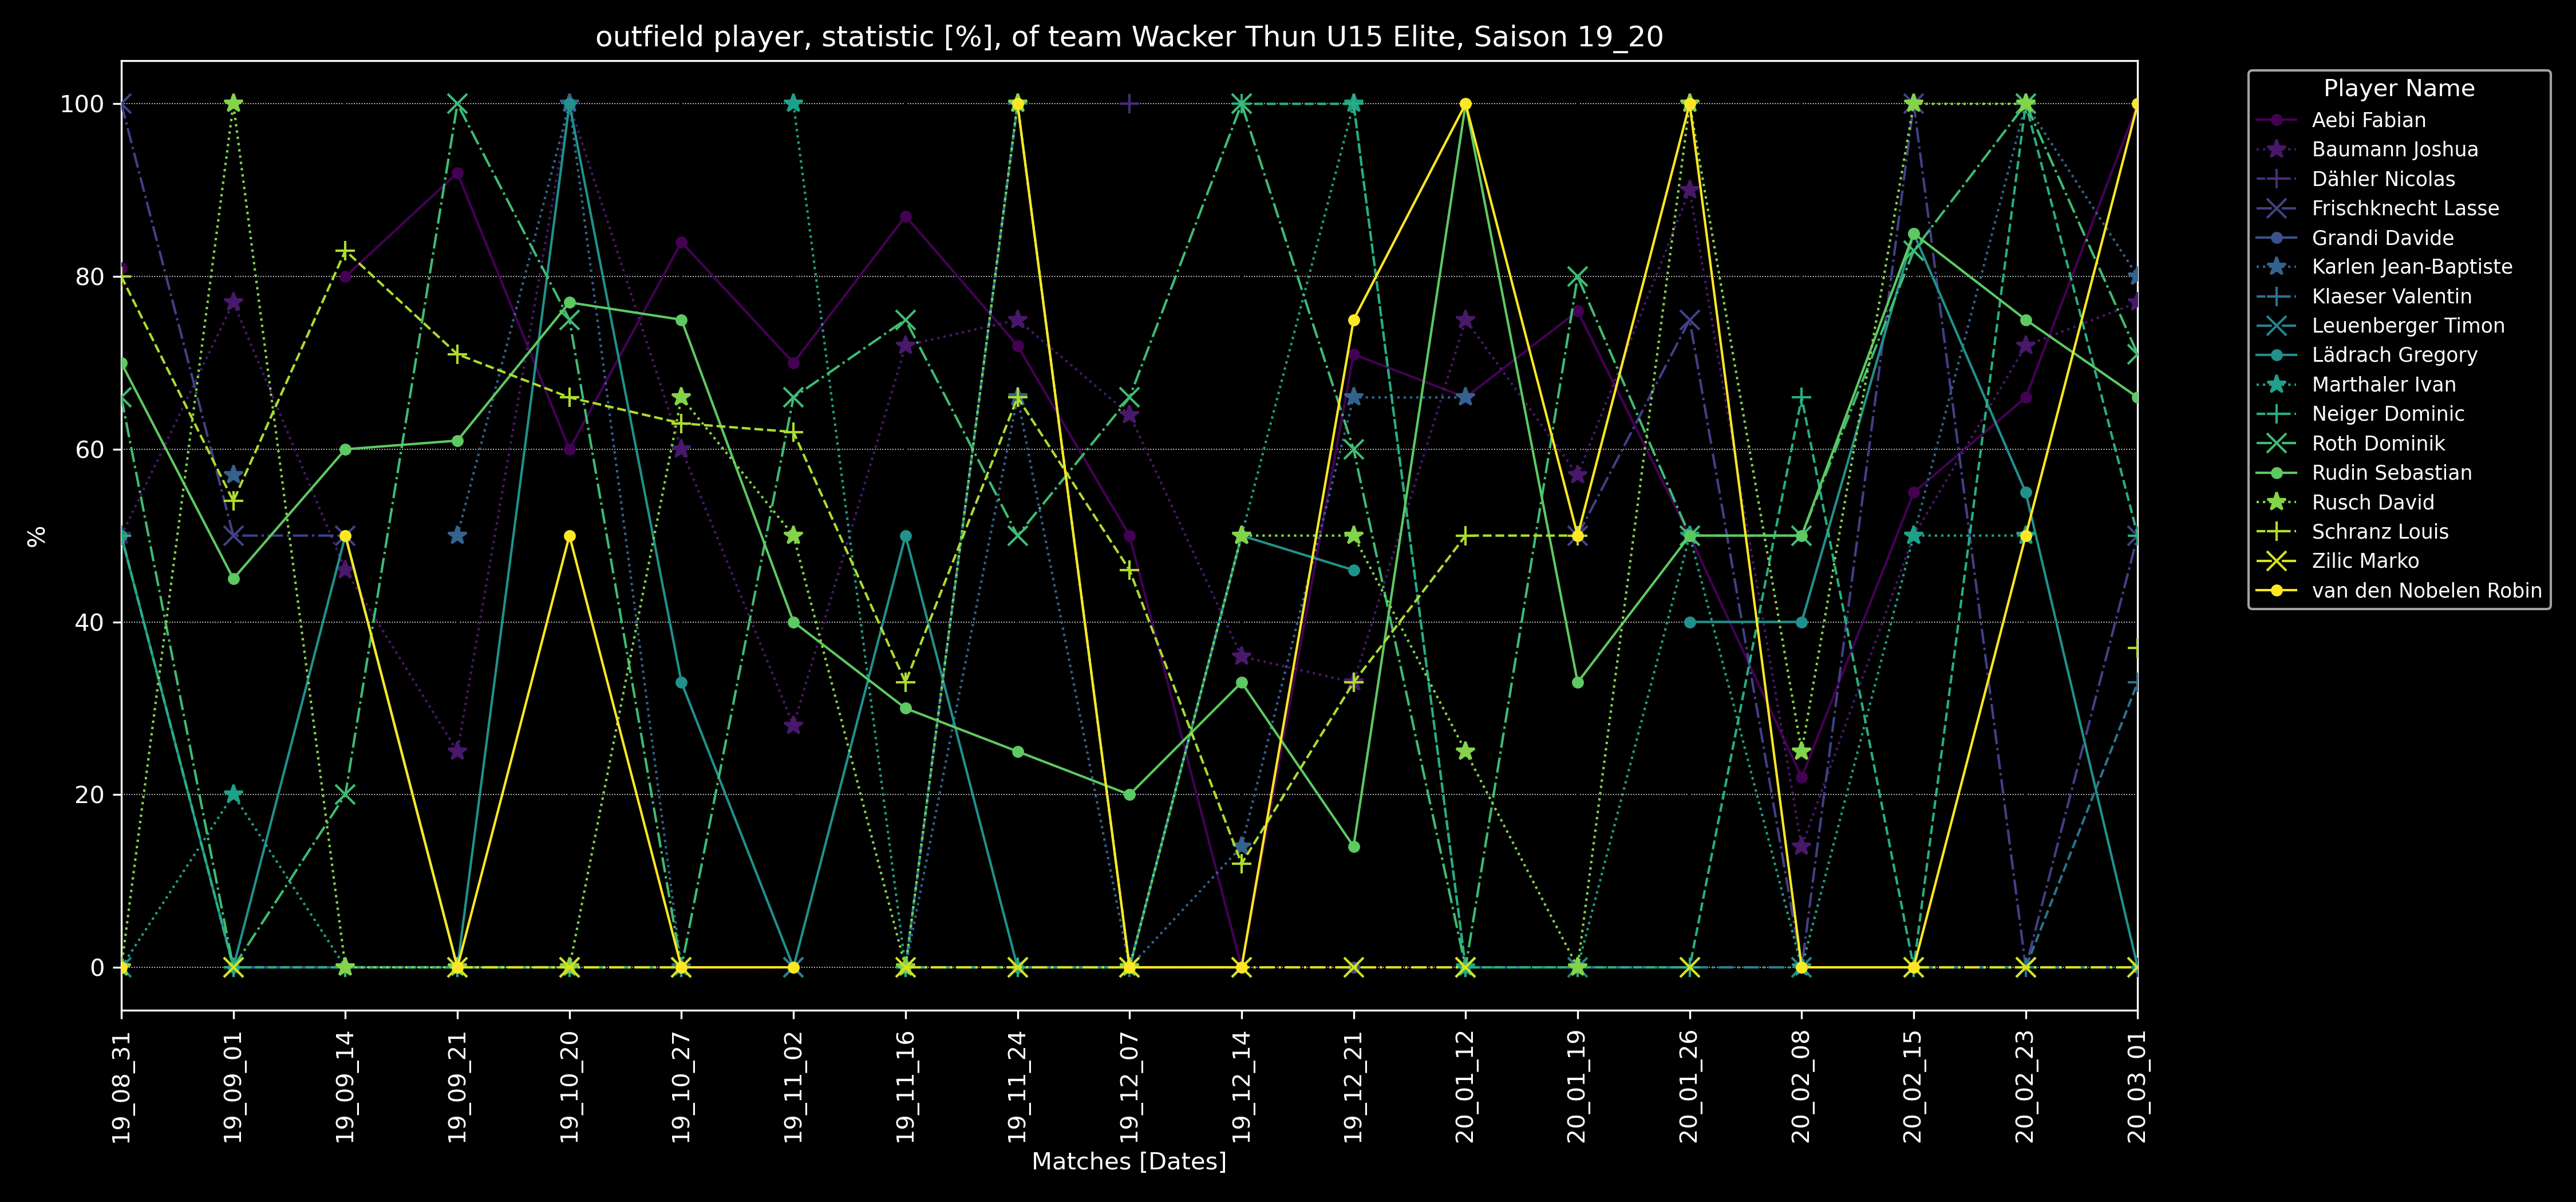 outfield player, statistic [%], of team Wacker Thun U15 Elite, Saison 19_20
%
100
80
60
40
20
0
19_08_31
19_09_01
19_09_14
19_09_21
19_10_20
19_10_27
19_11_02
19_11_16
19_11_24
19_12_07
19_12_14
19_12_21
20_01_12
20_01_19
20_01_26
20_02_08
20_02_15
20_02_23
20_03_01
Matches [Dates]
Player Name
Aebi Fabian
Baumann Joshua
Dähler Nicolas
Frischknecht Lasse
Grandi Davide
Karlen Jean-Baptiste
Klaeser Valentin
Leuenberger Timon
Lädrach Gregory
Marthaler Ivan
Neiger Dominic
Roth Dominik
Rudin Sebastian
Rusch David
Schranz Louis
Zilic Marko
van den Nobelen Robin